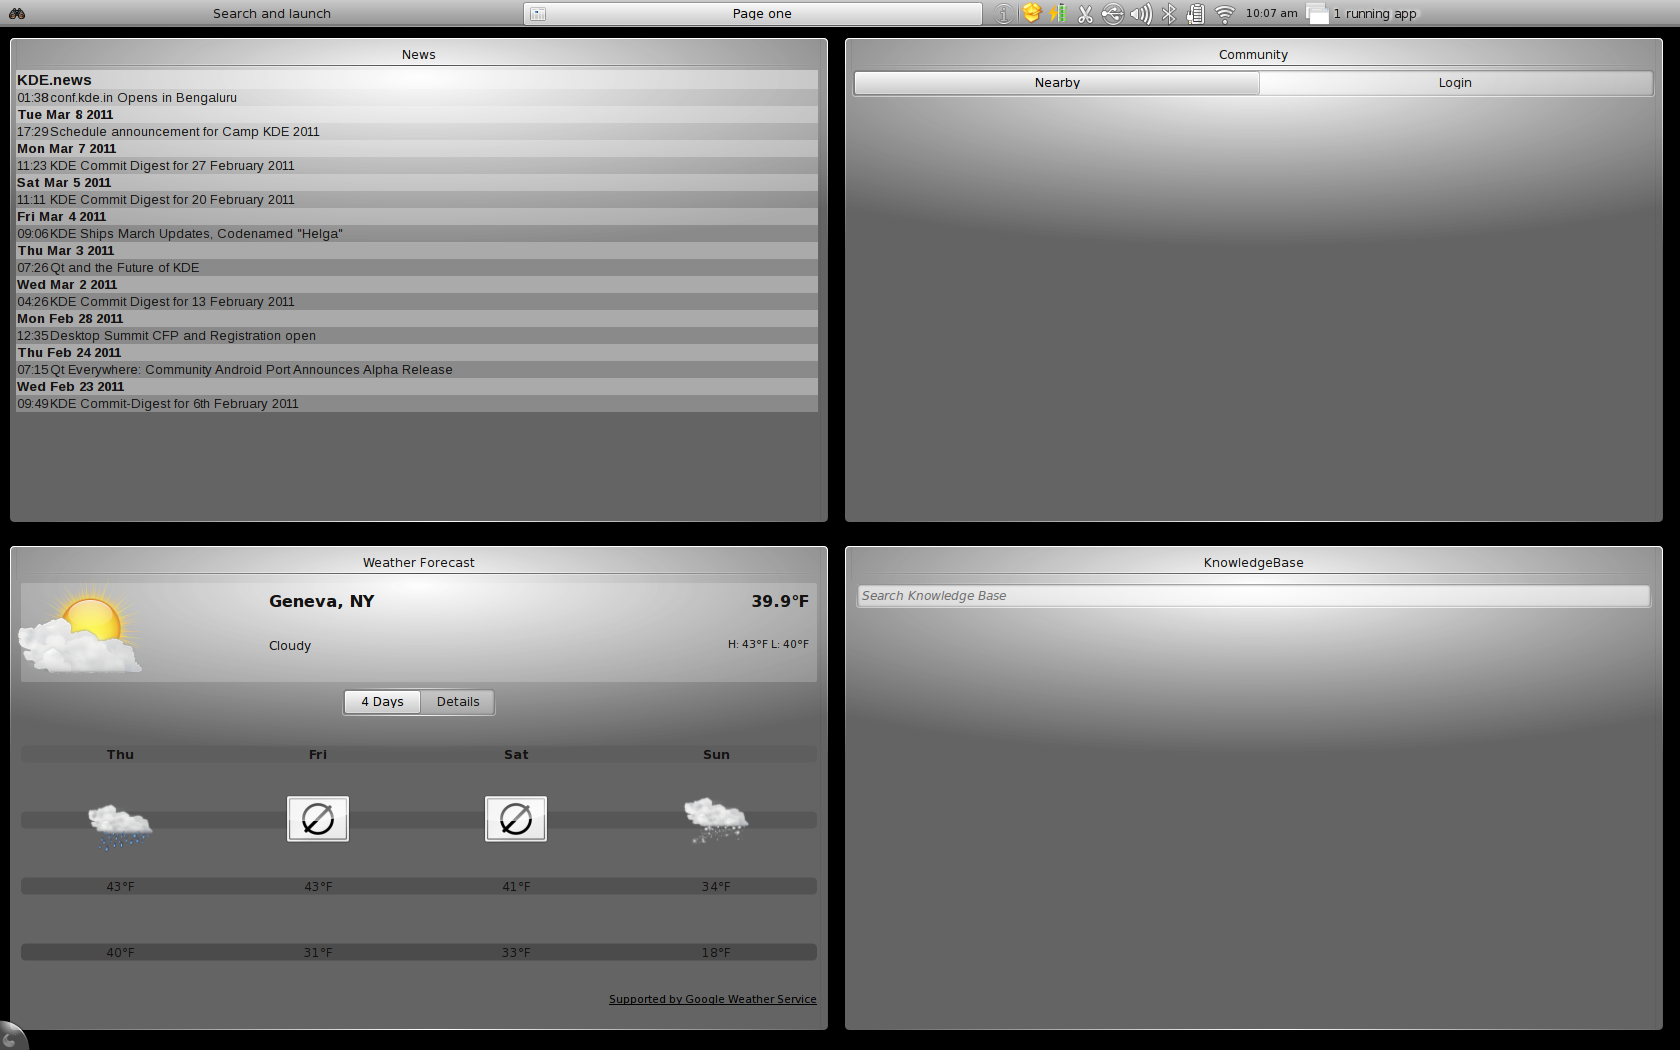 Search and launch
Page one
10:07 am
1 running app
News
KDE.news
01:38 conf.kde.in Opens in Bengaluru
Tue Mar 8 2011
17:29 Schedule announcement for Camp KDE 2011
Mon Mar 7 2011
11:23 KDE Commit Digest for 27 February 2011
Sat Mar 5 2011
11:11 KDE Commit Digest for 20 February 2011
Fri Mar 4 2011
09:06 KDE Ships March Updates, Codenamed "Helga"
Thu Mar 3 2011
07:26 Qt and the Future of KDE
Wed Mar 2 2011
04:26 KDE Commit Digest for 13 February 2011
Mon Feb 28 2011
12:35 Desktop Summit CFP and Registration open
Thu Feb 24 2011
07:15 Qt Everywhere: Community Android Port Announces Alpha Release
Wed Feb 23 2011
09:49 KDE Commit-Digest for 6th February 2011
Community
Nearby
Login
Weather Forecast
Geneva, NY
39.9°F
Cloudy
H: 43°F L: 40°F
4 Days
Details
Thu Fri Sat Sun
43°F 43°F 41°F 34°F
40°F 31°F 33°F 18°F
Supported by Google Weather Service
KnowledgeBase
Search Knowledge Base